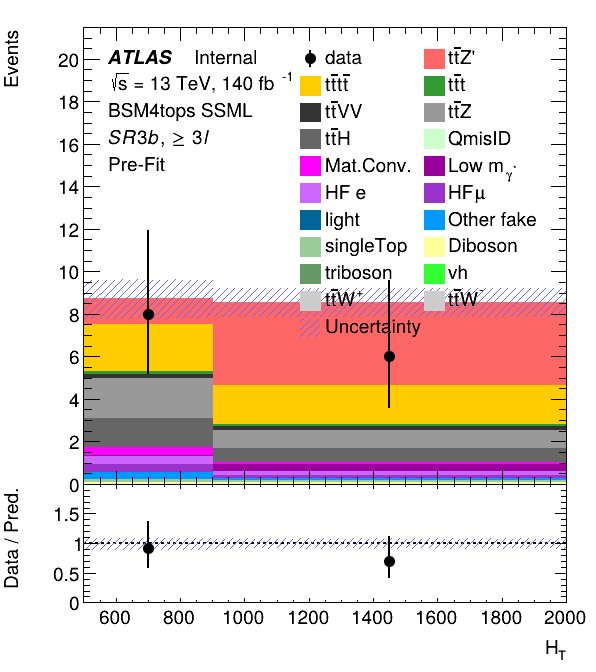 Events
ATLAS Internal
√s = 13 TeV, 140 fb⁻¹
BSM4tops SSML
SR3b, ≥ 3l
Pre-Fit
data tt̄Z'
tt̄tt̄ tt̄t
tt̄VV tt̄Z
tt̄H QmisID
Mat.Conv. Low m_γ*
HF e HFμ
light Other fake
singleTop Diboson
triboson vh
tt̄W⁺ tt̄W⁻
Uncertainty
20
18
16
14
12
10
8
6
4
2
0
Data / Pred.
1.5
1
0.5
0
600 800 1000 1200 1400 1600 1800 2000
H_T